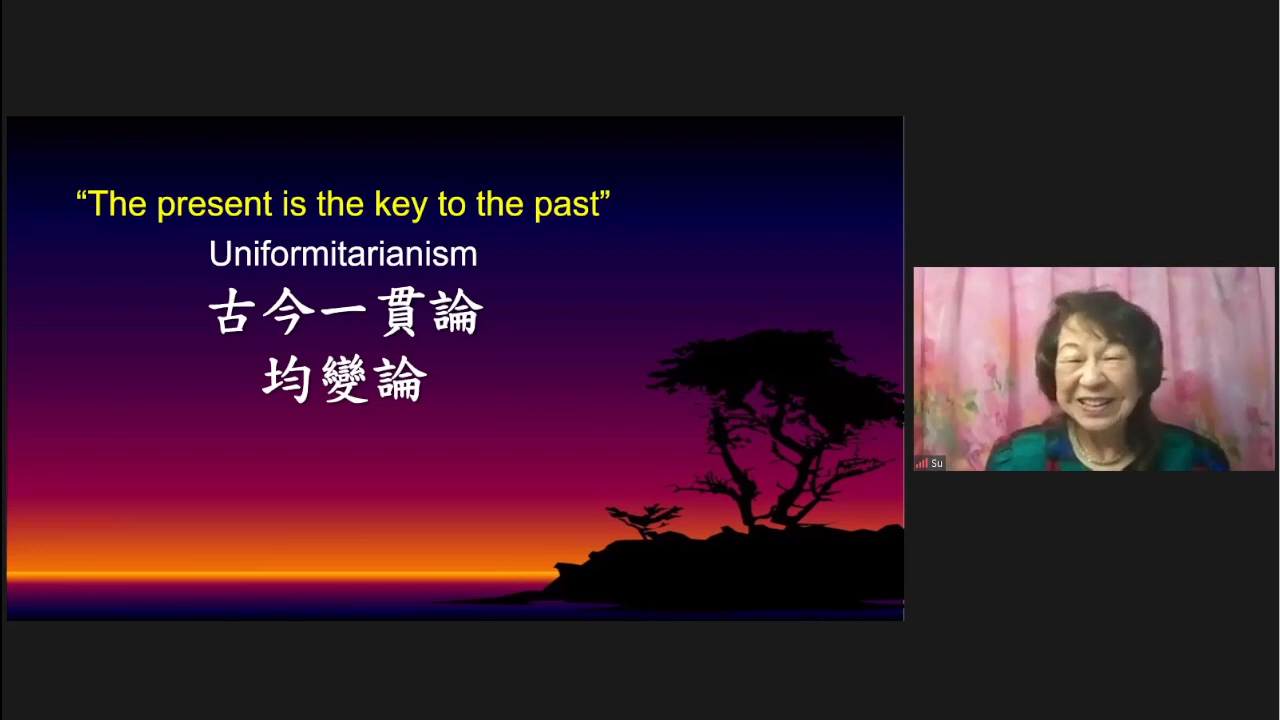 “The present is the key to the past”
Uniformitarianism
古今一貫論
均變論
Su